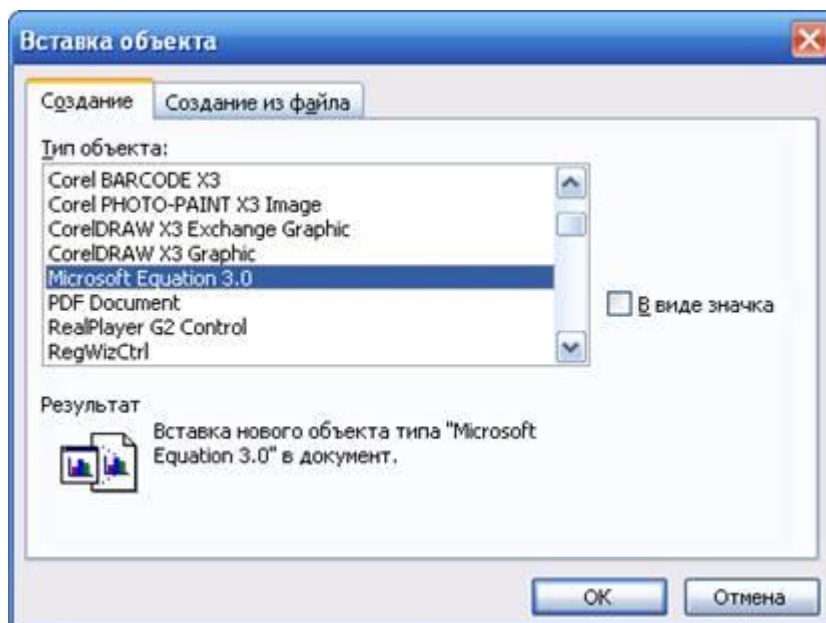 Вставка объекта
Создание
Создание из файла
Тип объекта:
Corel BARCODE X3
Corel PHOTO-PAINT X3 Image
CorelDRAW X3 Exchange Graphic
CorelDRAW X3 Graphic
Microsoft Equation 3.0
PDF Document
RealPlayer G2 Control
RegWizCtrl
В виде значка
Результат
Вставка нового объекта типа "Microsoft
Equation 3.0" в документ.
ОК
Отмена